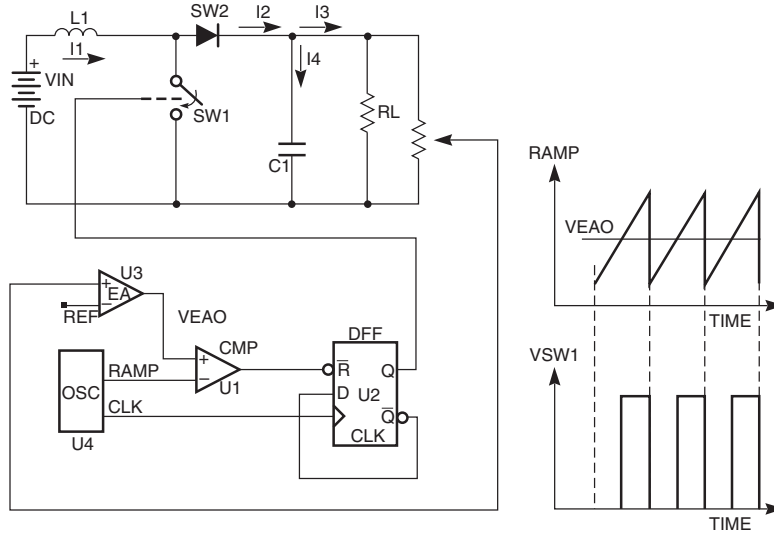 L1
SW2
I2
I3
I1
I4
+
VIN
DC
SW1
RL
C1
U3
+
EA
−
REF
VEAO
DFF
CMP
+
−
U1
R
Q
D
U2
Q
CLK
OSC
RAMP
CLK
U4
RAMP
VEAO
TIME
VSW1
TIME